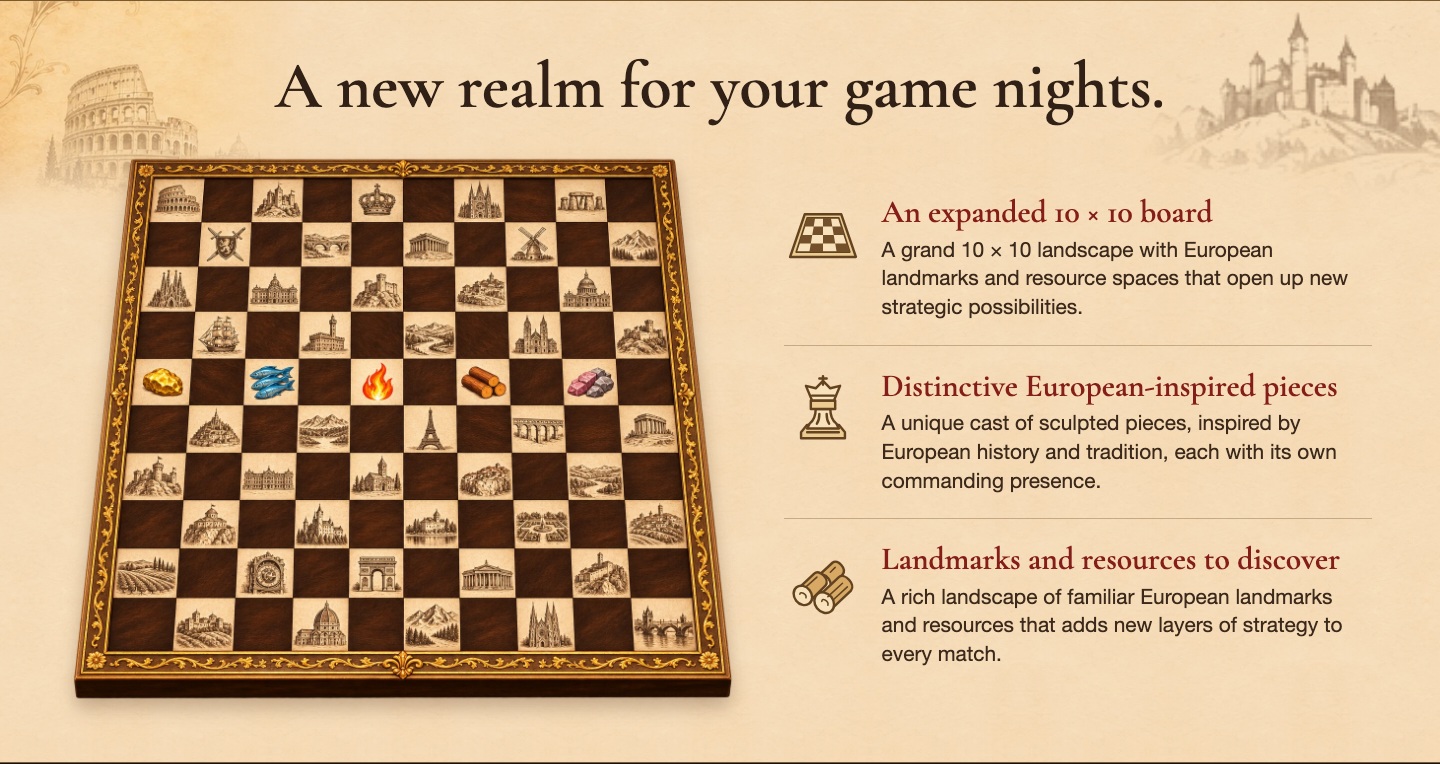 A new realm for your game nights.
An expanded 10 × 10 board
A grand 10 × 10 landscape with European
landmarks and resource spaces that open up new
strategic possibilities.
Distinctive European-inspired pieces
A unique cast of sculpted pieces, inspired by
European history and tradition, each with its own
commanding presence.
Landmarks and resources to discover
A rich landscape of familiar European landmarks
and resources that adds new layers of strategy to
every match.